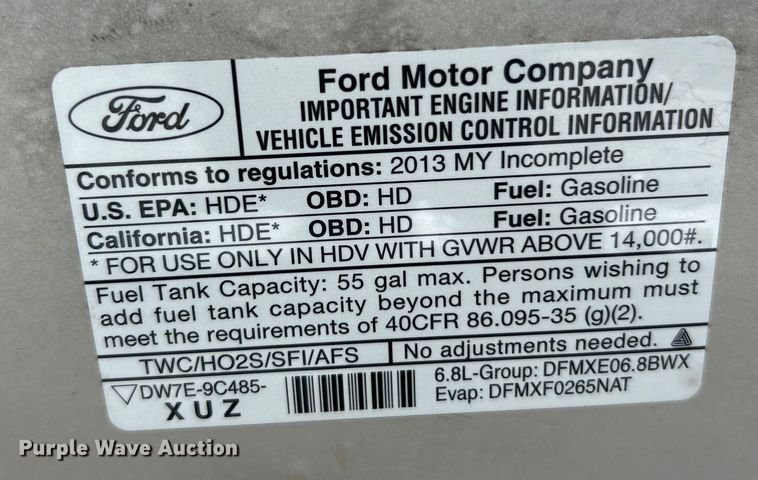 Ford
Ford Motor Company
IMPORTANT ENGINE INFORMATION/
VEHICLE EMISSION CONTROL INFORMATION
Conforms to regulations: 2013 MY Incomplete
U.S. EPA: HDE* OBD: HD Fuel: Gasoline
California: HDE* OBD: HD Fuel: Gasoline
* FOR USE ONLY IN HDV WITH GVWR ABOVE 14,000#.
Fuel Tank Capacity: 55 gal max. Persons wishing to
add fuel tank capacity beyond the maximum must
meet the requirements of 40CFR 86.095-35 (g)(2).
TWC/HO2S/SFI/AFS
No adjustments needed.
DW7E-9C485-
XUZ
6.8L-Group: DFMXE06.8BWX
Evap: DFMXF0265NAT
Purple Wave Auction